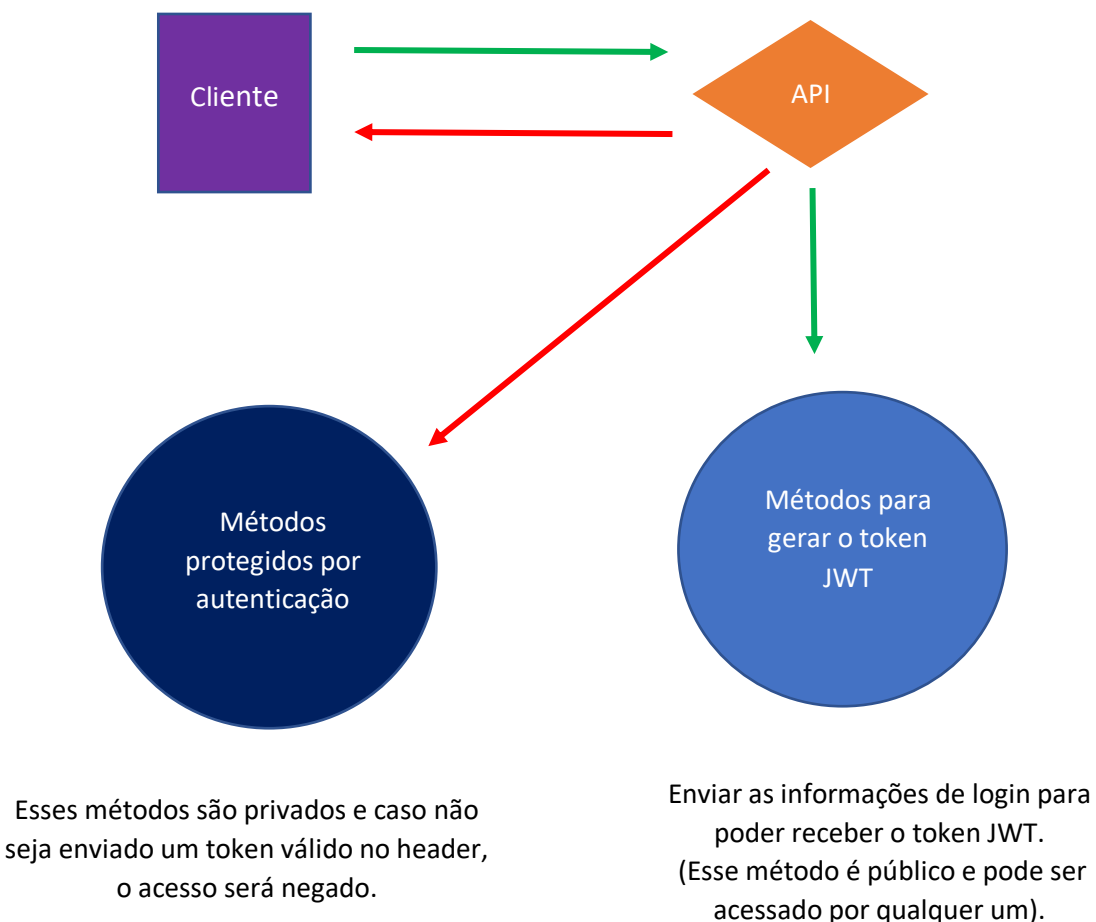 Cliente
API
Métodos
protegidos por
autenticação
Métodos para
gerar o token
JWT
Esses métodos são privados e caso não
seja enviado um token válido no header,
o acesso será negado.
Enviar as informações de login para
poder receber o token JWT.
(Esse método é público e pode ser
acessado por qualquer um).